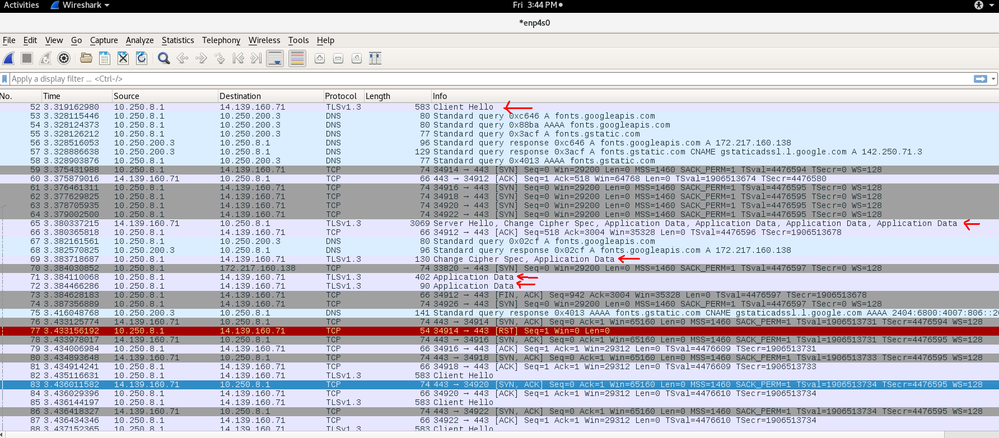 Activities Wireshark Fri 3:44 PM
*enp4s0
File Edit View Go Capture Analyze Statistics Telephony Wireless Tools Help
Apply a display filter ... <Ctrl-/>
No. Time Source Destination Protocol Length Info
52 3.319162980 10.250.8.1 14.139.160.71 TLSv1.3 583 Client Hello
53 3.328115446 10.250.8.1 10.250.200.3 DNS 80 Standard query 0xc646 A fonts.googleapis.com
54 3.328124373 10.250.8.1 10.250.200.3 DNS 80 Standard query 0x88ba AAAA fonts.googleapis.com
55 3.328126212 10.250.8.1 10.250.200.3 DNS 77 Standard query 0x3acf A fonts.gstatic.com
56 3.328516053 10.250.200.3 10.250.8.1 DNS 96 Standard query response 0xc646 A fonts.googleapis.com A 172.217.160.138
57 3.328886638 10.250.200.3 10.250.8.1 DNS 129 Standard query response 0x3acf A fonts.gstatic.com CNAME gstaticadssl.l.google.com A 142.250.71.3
58 3.328903876 10.250.8.1 10.250.200.3 DNS 77 Standard query 0x4013 AAAA fonts.gstatic.com
59 3.375431988 10.250.8.1 14.139.160.71 TCP 74 34914 → 443 [SYN] Seq=0 Win=29200 Len=0 MSS=1460 SACK_PERM=1 TSval=4476594 TSecr=0 WS=128
60 3.375879016 14.139.160.71 10.250.8.1 TCP 66 443 → 34912 [ACK] Seq=1 Ack=518 Win=64768 Len=0 TSval=1906513674 TSecr=4476580
61 3.376461311 10.250.8.1 14.139.160.71 TCP 74 34916 → 443 [SYN] Seq=0 Win=29200 Len=0 MSS=1460 SACK_PERM=1 TSval=4476595 TSecr=0 WS=128
62 3.377629825 10.250.8.1 14.139.160.71 TCP 74 34918 → 443 [SYN] Seq=0 Win=29200 Len=0 MSS=1460 SACK_PERM=1 TSval=4476595 TSecr=0 WS=128
63 3.378705935 10.250.8.1 14.139.160.71 TCP 74 34920 → 443 [SYN] Seq=0 Win=29200 Len=0 MSS=1460 SACK_PERM=1 TSval=4476595 TSecr=0 WS=128
64 3.379002500 10.250.8.1 14.139.160.71 TCP 74 34922 → 443 [SYN] Seq=0 Win=29200 Len=0 MSS=1460 SACK_PERM=1 TSval=4476595 TSecr=0 WS=128
65 3.380337215 14.139.160.71 10.250.8.1 TLSv1.3 3069 Server Hello, Change Cipher Spec, Application Data, Application Data, Application Data, Application Data
66 3.380365818 10.250.8.1 14.139.160.71 TCP 66 34912 → 443 [ACK] Seq=518 Ack=3004 Win=35328 Len=0 TSval=4476596 TSecr=1906513678
67 3.382161561 10.250.8.1 10.250.200.3 DNS 80 Standard query 0x02cf A fonts.googleapis.com
68 3.382570825 10.250.200.3 10.250.8.1 DNS 96 Standard query response 0x02cf A fonts.googleapis.com A 172.217.160.138
69 3.383718687 10.250.8.1 14.139.160.71 TLSv1.3 130 Change Cipher Spec, Application Data
70 3.384030852 10.250.8.1 172.217.160.138 TCP 74 33820 → 443 [SYN] Seq=0 Win=29200 Len=0 MSS=1460 SACK_PERM=1 TSval=4476597 TSecr=0 WS=128
71 3.384110068 10.250.8.1 14.139.160.71 TLSv1.3 402 Application Data
72 3.384466286 10.250.8.1 14.139.160.71 TLSv1.3 90 Application Data
73 3.384628183 10.250.8.1 14.139.160.71 TCP 66 34912 → 443 [FIN, ACK] Seq=942 Ack=3004 Win=35328 Len=0 TSval=4476597 TSecr=1906513678
74 3.387356889 10.250.8.1 14.139.160.71 TCP 74 34926 → 443 [SYN] Seq=0 Win=29200 Len=0 MSS=1460 SACK_PERM=1 TSval=4476597 TSecr=0 WS=128
75 3.416048768 10.250.200.3 10.250.8.1 DNS 141 Standard query response 0x4013 AAAA fonts.gstatic.com CNAME gstaticadssl.l.google.com AAAA 2404:6800:4007:806::20
76 3.433125774 14.139.160.71 10.250.8.1 TCP 74 443 → 34914 [SYN, ACK] Seq=0 Ack=1 Win=65160 Len=0 MSS=1460 SACK_PERM=1 TSval=1906513731 TSecr=4476594 WS=128
77 3.433156192 10.250.8.1 14.139.160.71 TCP 54 34914 → 443 [RST] Seq=1 Win=0 Len=0
78 3.433978017 14.139.160.71 10.250.8.1 TCP 74 443 → 34916 [SYN, ACK] Seq=0 Ack=1 Win=65160 Len=0 MSS=1460 SACK_PERM=1 TSval=1906513731 TSecr=4476595 WS=128
79 3.434006984 10.250.8.1 14.139.160.71 TCP 66 34916 → 443 [ACK] Seq=1 Ack=1 Win=29312 Len=0 TSval=4476609 TSecr=1906513731
80 3.434893648 14.139.160.71 10.250.8.1 TCP 74 443 → 34918 [SYN, ACK] Seq=0 Ack=1 Win=65160 Len=0 MSS=1460 SACK_PERM=1 TSval=1906513733 TSecr=4476595 WS=128
81 3.434914241 10.250.8.1 14.139.160.71 TCP 66 34918 → 443 [ACK] Seq=1 Ack=1 Win=29312 Len=0 TSval=4476609 TSecr=1906513733
82 3.435116631 10.250.8.1 14.139.160.71 TLSv1.3 583 Client Hello
83 3.436011582 14.139.160.71 10.250.8.1 TCP 74 443 → 34920 [SYN, ACK] Seq=0 Ack=1 Win=65160 Len=0 MSS=1460 SACK_PERM=1 TSval=1906513734 TSecr=4476595 WS=128
84 3.436029396 10.250.8.1 14.139.160.71 TCP 66 34920 → 443 [ACK] Seq=1 Ack=1 Win=29312 Len=0 TSval=4476610 TSecr=1906513734
85 3.436144197 10.250.8.1 14.139.160.71 TLSv1.3 583 Client Hello
86 3.436418327 14.139.160.71 10.250.8.1 TCP 74 443 → 34922 [SYN, ACK] Seq=0 Ack=1 Win=65160 Len=0 MSS=1460 SACK_PERM=1 TSval=1906513734 TSecr=4476595 WS=128
87 3.436434346 10.250.8.1 14.139.160.71 TCP 66 34922 → 443 [ACK] Seq=1 Ack=1 Win=29312 Len=0 TSval=4476610 TSecr=1906513734
88 3.437152365 10.250.8.1 14.139.160.71 TLSv1.3 583 Client Hello